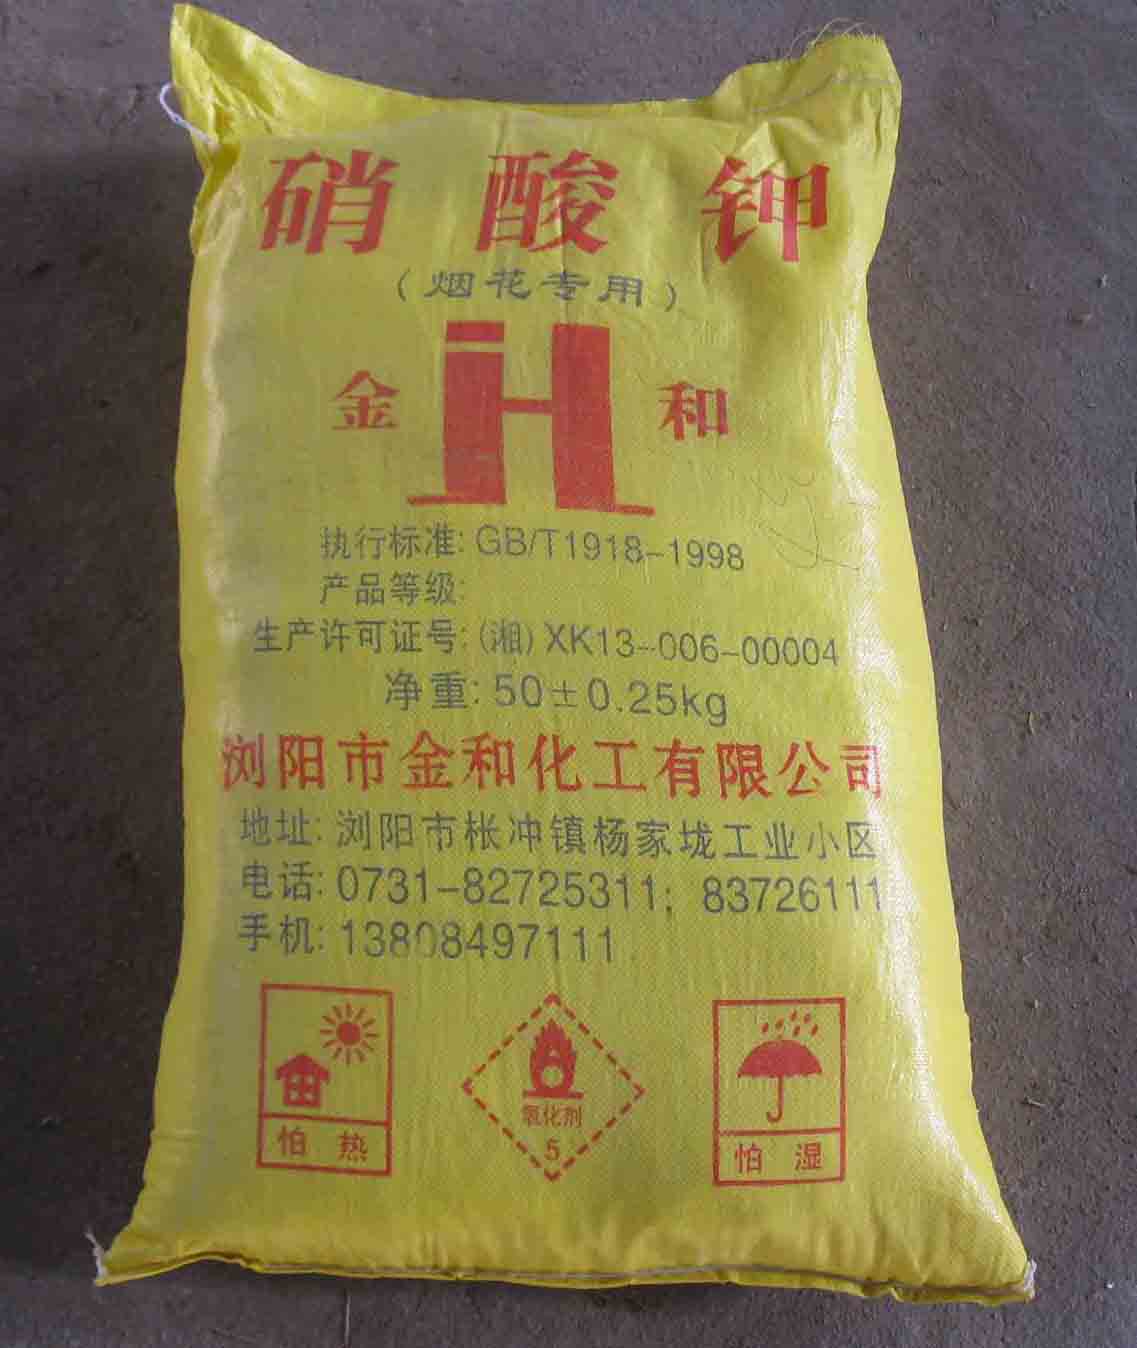 硝酸钾
（烟花专用）
金 H 和
执行标准：GB/T1918-1998
产品等级：
生产许可证号：（湘）XK13-006-00004
净重：50±0.25kg
浏阳市金和化工有限公司
地址：浏阳市枨冲镇杨家垅工业小区
电话：0731-82725311；83726111
手机：13808497111
怕热
氧化剂
5
怕湿